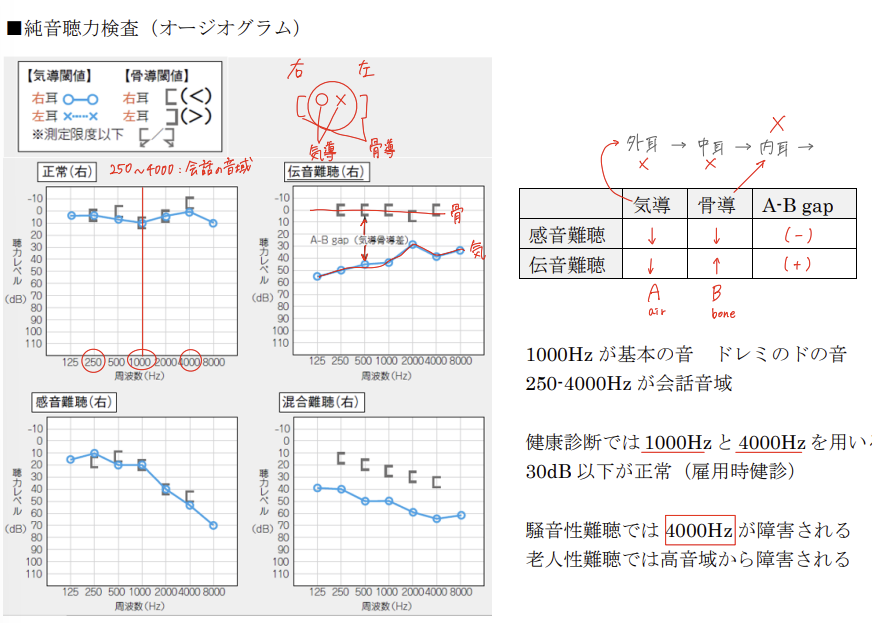 ■純音聴力検査（オージオグラム）
【気導閾値】 【骨導閾値】
右耳 ○—○ 右耳 [(<)
左耳 ×‥‥× 左耳 ](>)
※測定限度以下
右 左
気導 骨導
正常(右)
250～4000：会話の音域
聴力レベル(dB)
-10
0
10
20
30
40
50
60
70
80
90
100
110
125 250 500 1000 2000 4000 8000
周波数(Hz)
伝音難聴(右)
骨
A-B gap（気導骨導差）
気
聴力レベル(dB)
-10
0
10
20
30
40
50
60
70
80
90
100
110
125 250 500 1000 2000 4000 8000
周波数(Hz)
感音難聴(右)
聴力レベル(dB)
-10
0
10
20
30
40
50
60
70
80
90
100
110
125 250 500 1000 2000 4000 8000
周波数(Hz)
混合難聴(右)
聴力レベル(dB)
-10
0
10
20
30
40
50
60
70
80
90
100
110
125 250 500 1000 2000 4000 8000
周波数(Hz)
×
外耳 → 中耳 → 内耳 →
× ×
気導 骨導 A-B gap
感音難聴 ↓ ↓ (-)
伝音難聴 ↓ ↑ (+)
A B
air bone
1000Hz が基本の音　ドレミのドの音
250-4000Hz が会話音域
健康診断では 1000Hz と 4000Hz を用い
30dB 以下が正常（雇用時健診）
騒音性難聴では 4000Hz が障害される
老人性難聴では高音域から障害される